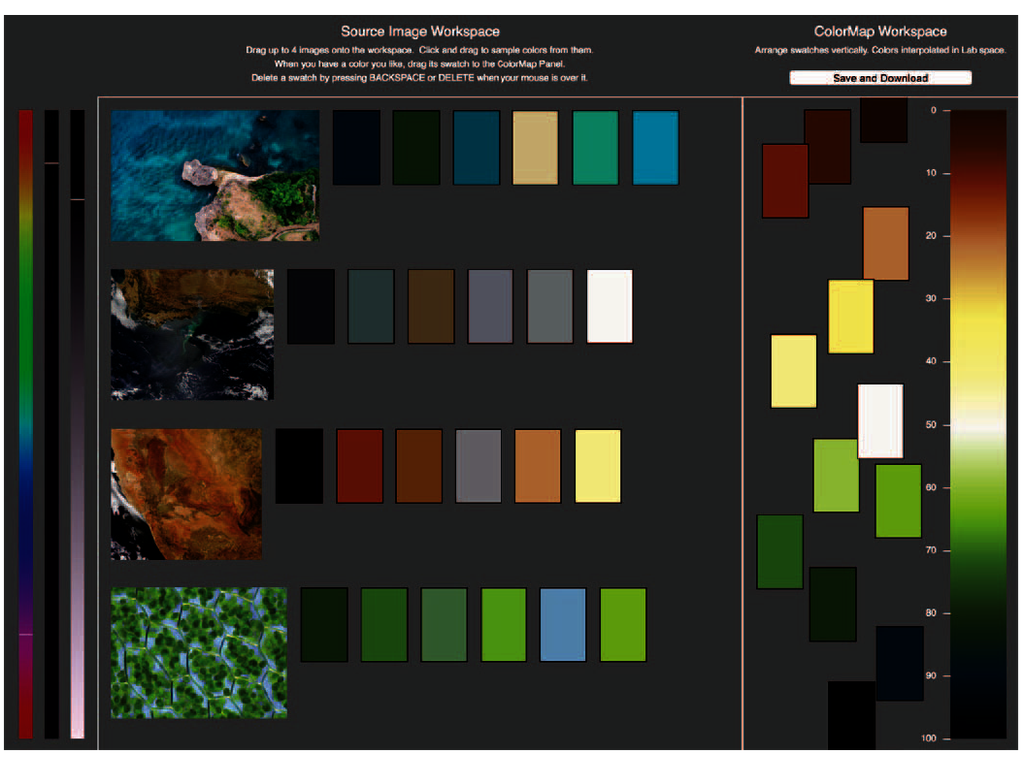 Source Image Workspace
Drag up to 4 images onto the workspace. Click and drag to sample colors from them.
When you have a color you like, drag its swatch to the ColorMap Panel.
Delete a swatch by pressing BACKSPACE or DELETE when your mouse is over it.
ColorMap Workspace
Arrange swatches vertically. Colors interpolated in Lab space.
Save and Download
0
10
20
30
40
50
60
70
80
90
100